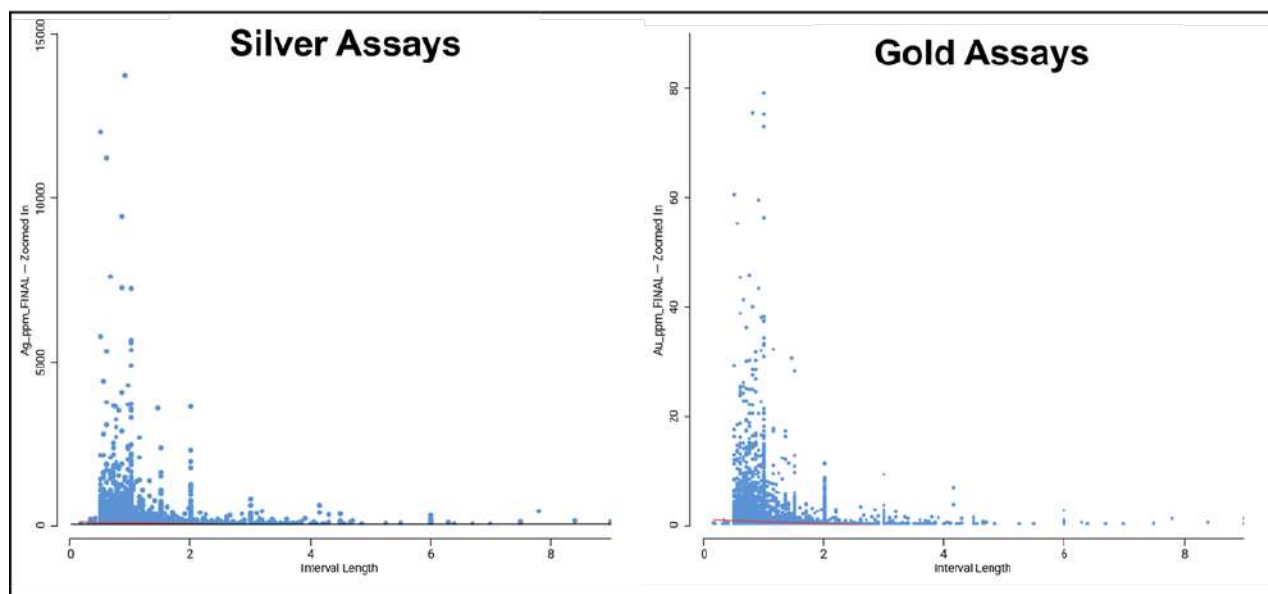 Silver Assays
15000
10000
5000
0
Ag_ppm_FINAL — Zoomed In
0 2 4 6 8
Interval Length
Gold Assays
80
60
40
20
0
Au_ppm_FINAL — Zoomed In
0 2 4 6 8
Interval Length